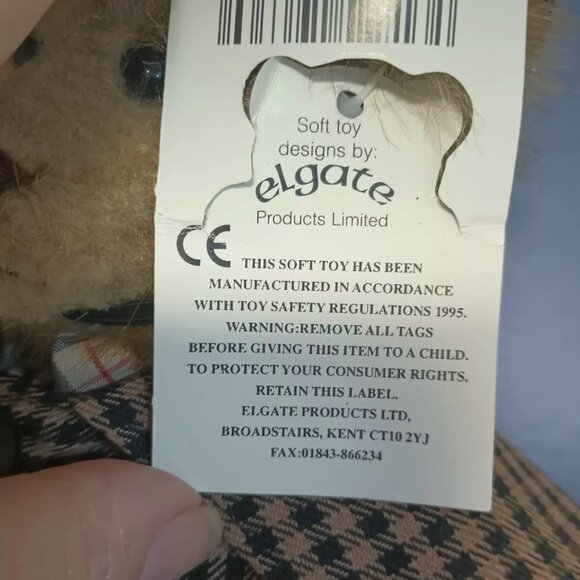 Soft toy
designs by:
elgate
Products Limited
CE
THIS SOFT TOY HAS BEEN
MANUFACTURED IN ACCORDANCE
WITH TOY SAFETY REGULATIONS 1995.
WARNING:REMOVE ALL TAGS
BEFORE GIVING THIS ITEM TO A CHILD.
TO PROTECT YOUR CONSUMER RIGHTS,
RETAIN THIS LABEL.
ELGATE PRODUCTS LTD,
BROADSTAIRS, KENT CT10 2YJ
FAX:01843-866234